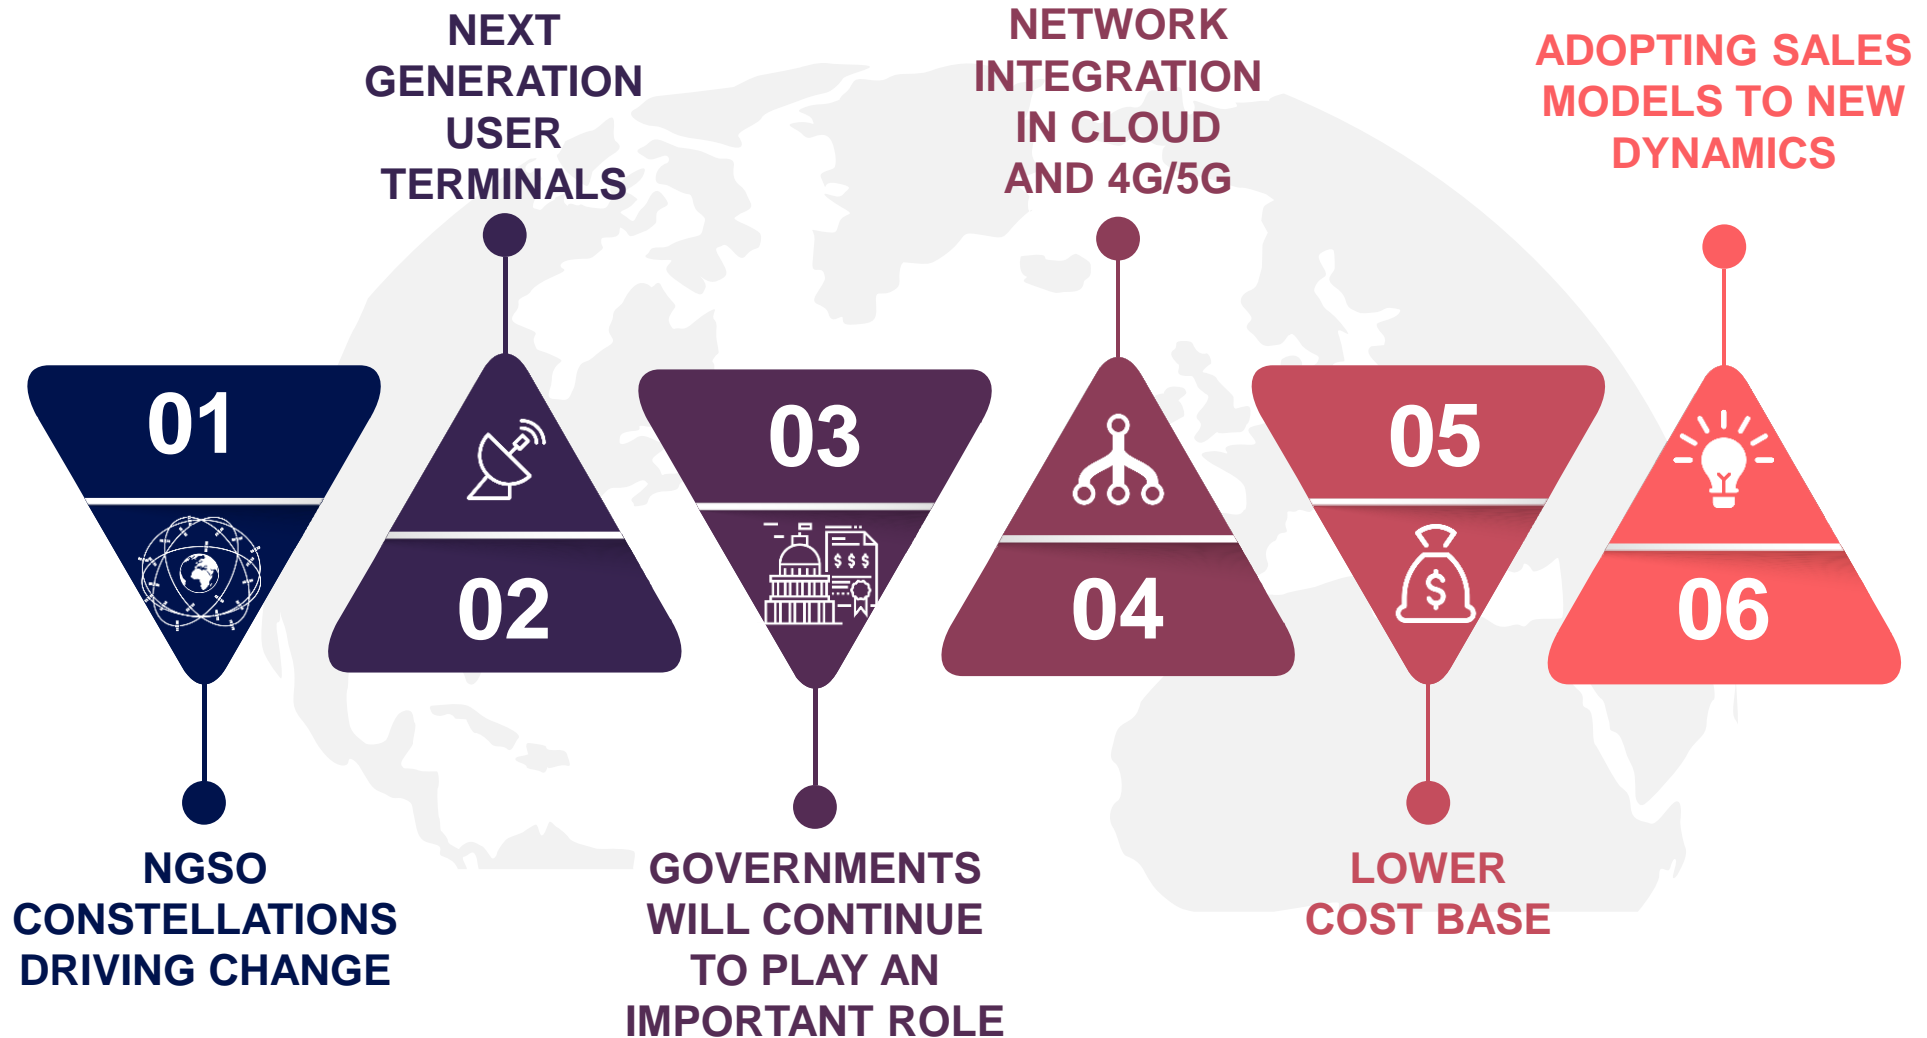 01
NGSO
CONSTELLATIONS
DRIVING CHANGE
NEXT
GENERATION
USER
TERMINALS
02
03
$ $ $
GOVERNMENTS
WILL CONTINUE
TO PLAY AN
IMPORTANT ROLE
NETWORK
INTEGRATION
IN CLOUD
AND 4G/5G
04
05
$
LOWER
COST BASE
ADOPTING SALES
MODELS TO NEW
DYNAMICS
06